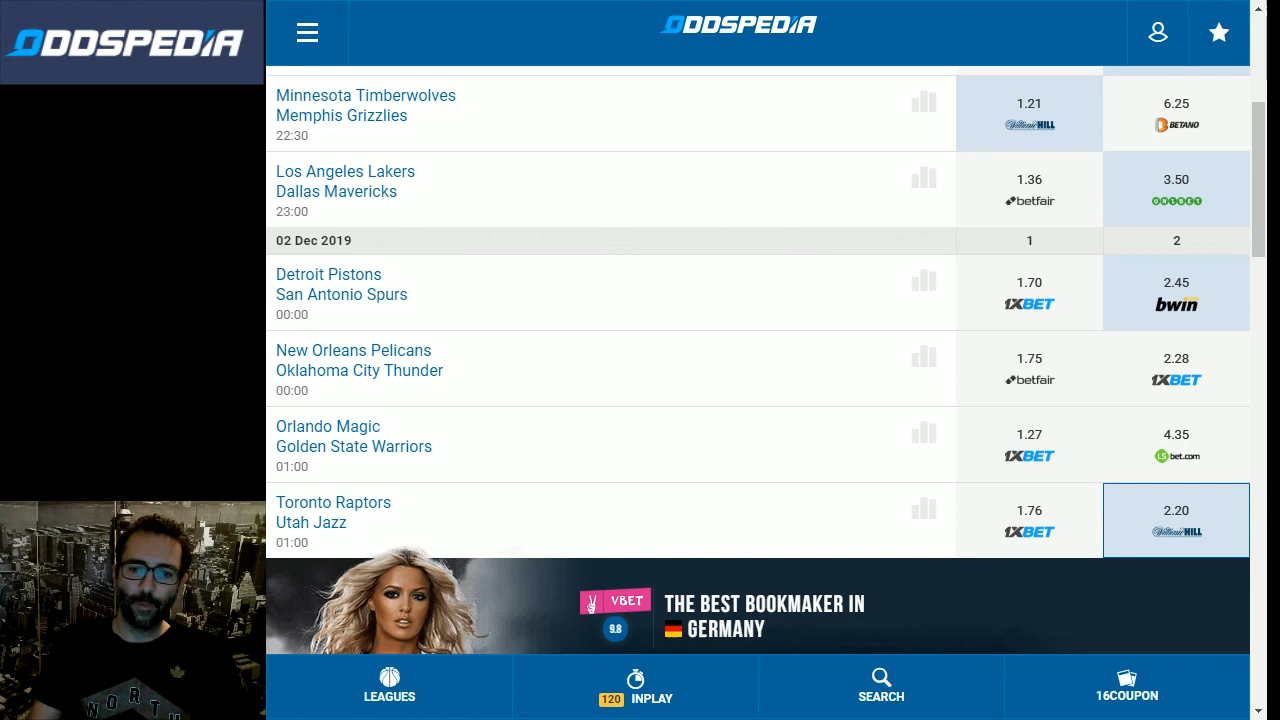 ODDSPEDIA
ODDSPEDIA
Minnesota Timberwolves
Memphis Grizzlies
22:30
1.21
William HILL
6.25
BETANO
Los Angeles Lakers
Dallas Mavericks
23:00
1.36
betfair
3.50
UNIBET
02 Dec 2019
1
2
Detroit Pistons
San Antonio Spurs
00:00
1.70
1XBET
2.45
bwin
New Orleans Pelicans
Oklahoma City Thunder
00:00
1.75
betfair
2.28
1XBET
Orlando Magic
Golden State Warriors
01:00
1.27
1XBET
4.35
LSbet.com
Toronto Raptors
Utah Jazz
01:00
1.76
1XBET
2.20
William HILL
VBET
9.8
THE BEST BOOKMAKER IN
GERMANY
LEAGUES
120 INPLAY
SEARCH
16COUPON
NORTH